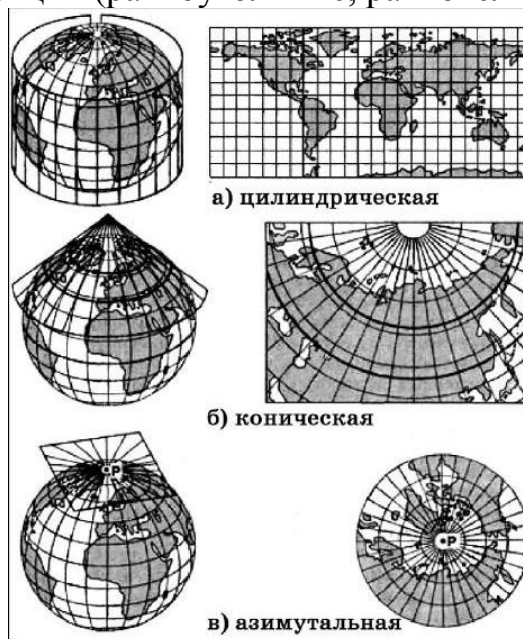 а) цилиндрическая
б) коническая
P
P
в) азимутальная